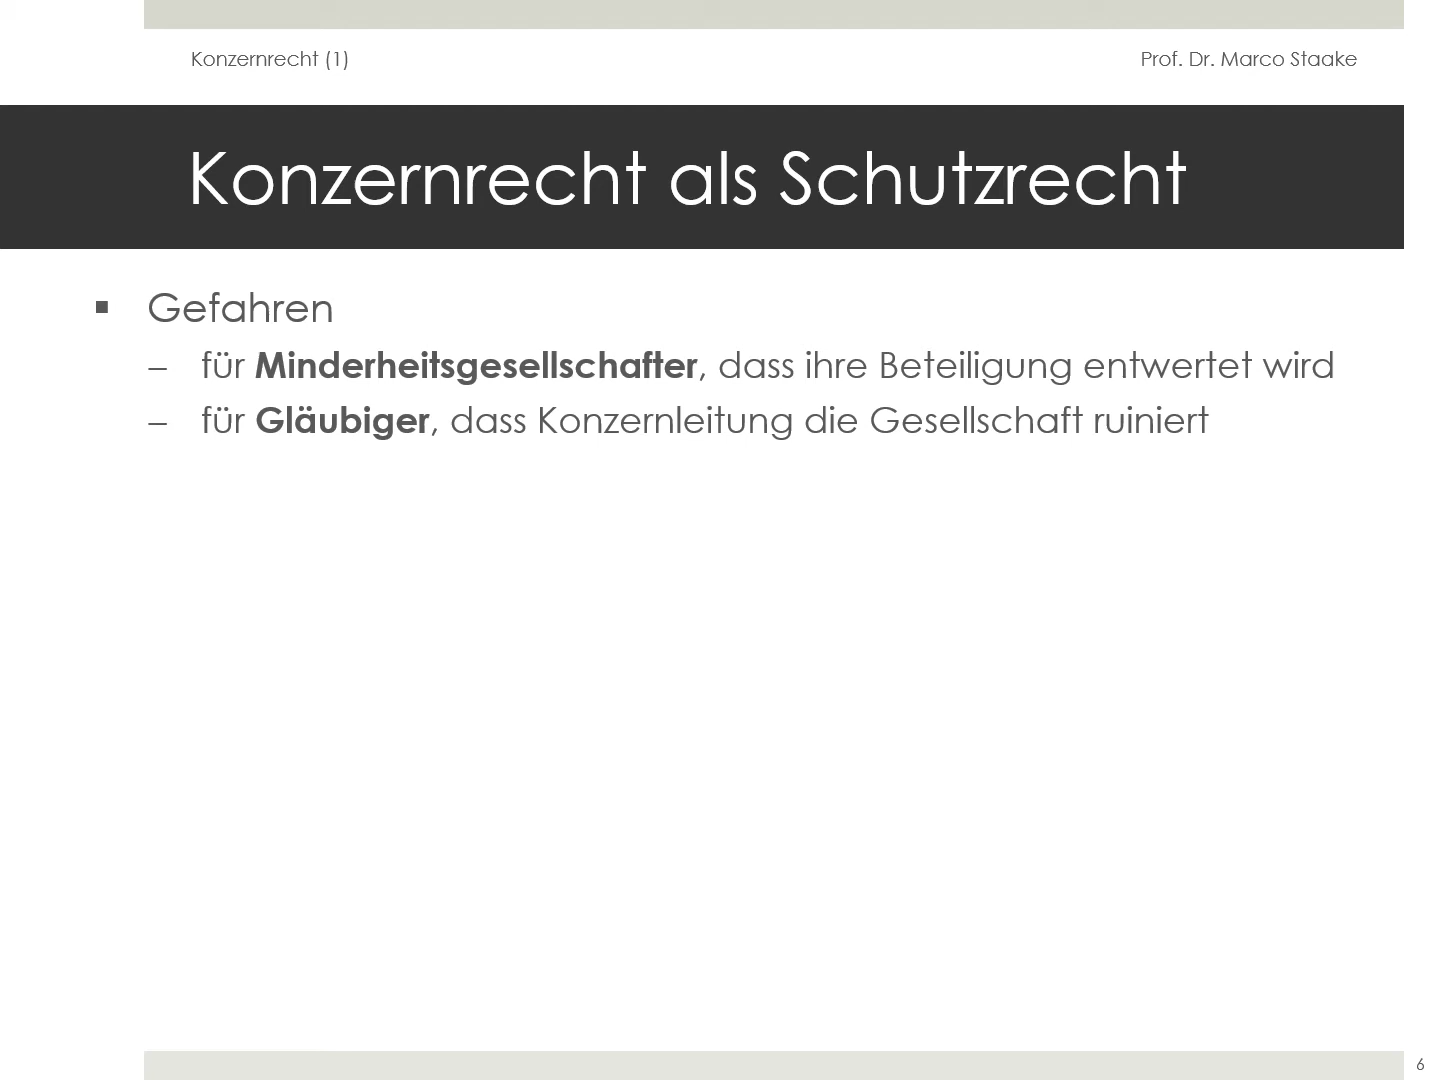 Konzernrecht (1)
Prof. Dr. Marco Staake
Konzernrecht als Schutzrecht
▪ Gefahren
– für Minderheitsgesellschafter, dass ihre Beteiligung entwertet wird
– für Gläubiger, dass Konzernleitung die Gesellschaft ruiniert
6